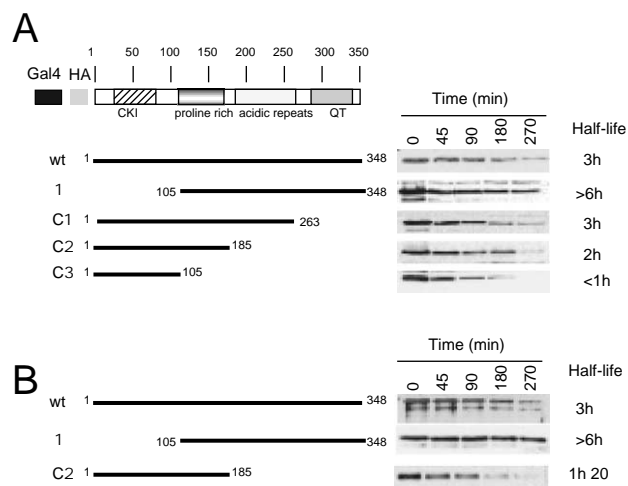 A
1 50 100 150 200 250 300 350
Gal4 HA
CKI proline rich acidic repeats QT
Time (min)
0 45 90 180 270
Half-life
wt 1 348 3h
1 105 348 >6h
C1 1 263 3h
C2 1 185 2h
C3 1 105 <1h
B
Time (min)
0 45 90 180 270
Half-life
wt 1 348 3h
1 105 348 >6h
C2 1 185 1h 20